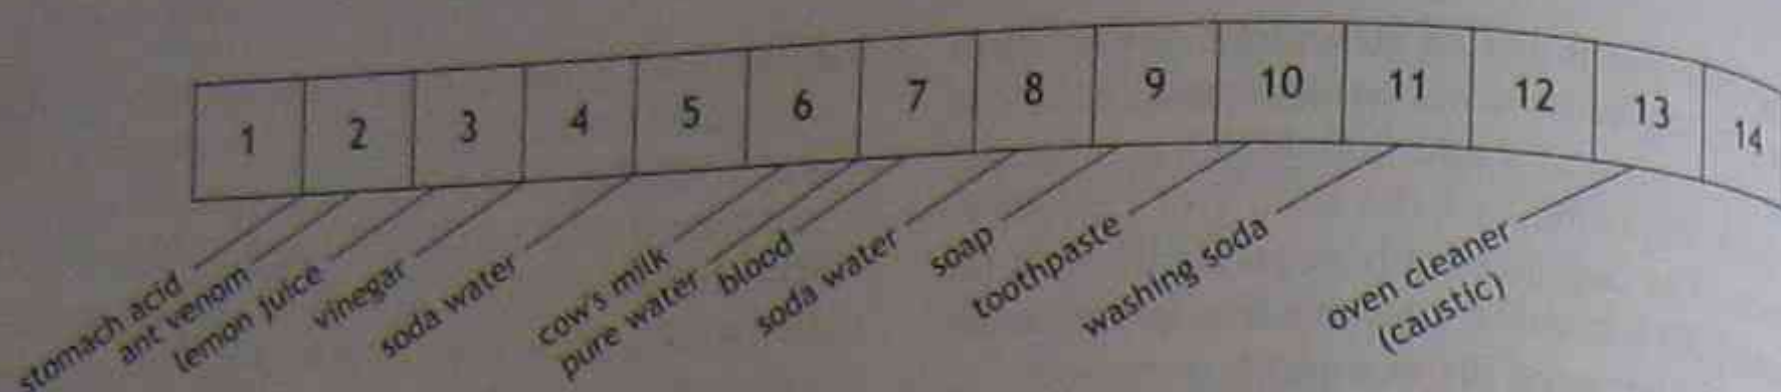 1 2 3 4 5 6 7 8 9 10 11 12 13 14
stomach acid
ant venom
lemon juice
vinegar
soda water
cow's milk
pure water
blood
soda water
soap
toothpaste
washing soda
oven cleaner
(caustic)